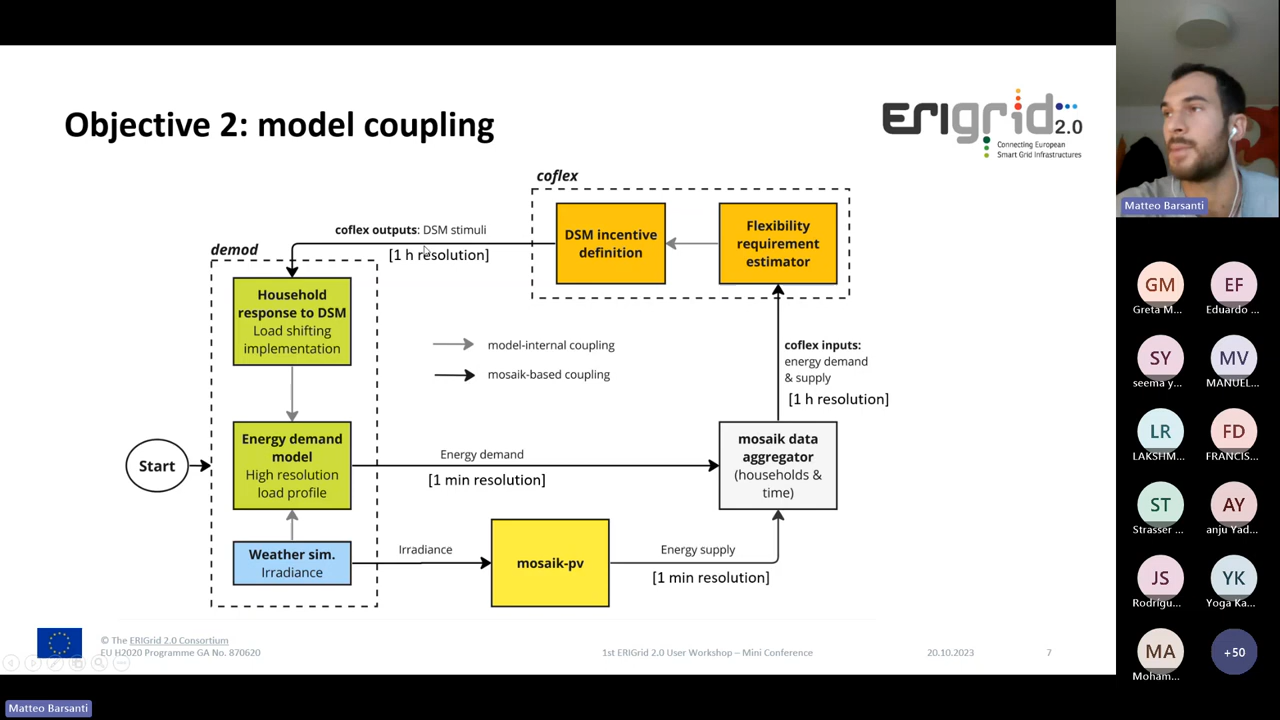 Objective 2: model coupling
ERIgrid 2.0
Connecting European
Smart Grid Infrastructures
coflex
coflex outputs: DSM stimuli
[1 h resolution]
DSM incentive
definition
Flexibility
requirement
estimator
demod
Household
response to DSM
Load shifting
implementation
model-internal coupling
mosaik-based coupling
coflex inputs:
energy demand
& supply
[1 h resolution]
Start
Energy demand
model
High resolution
load profile
Energy demand
[1 min resolution]
mosaik data
aggregator
(households &
time)
Weather sim.
Irradiance
Irradiance
mosaik-pv
Energy supply
[1 min resolution]
© The ERIGrid 2.0 Consortium
EU H2020 Programme GA No. 870620
1st ERIGrid 2.0 User Workshop – Mini Conference
20.10.2023
7
Matteo Barsanti
Matteo Barsanti
GM
Greta M...
EF
Eduardo ...
SY
seema y...
MV
MANUEL...
LR
LAKSHM...
FD
FRANCIS...
ST
Strasser ...
AY
anju Yad...
JS
Rodrigu...
YK
Yoga Ka...
MA
Moham...
+50